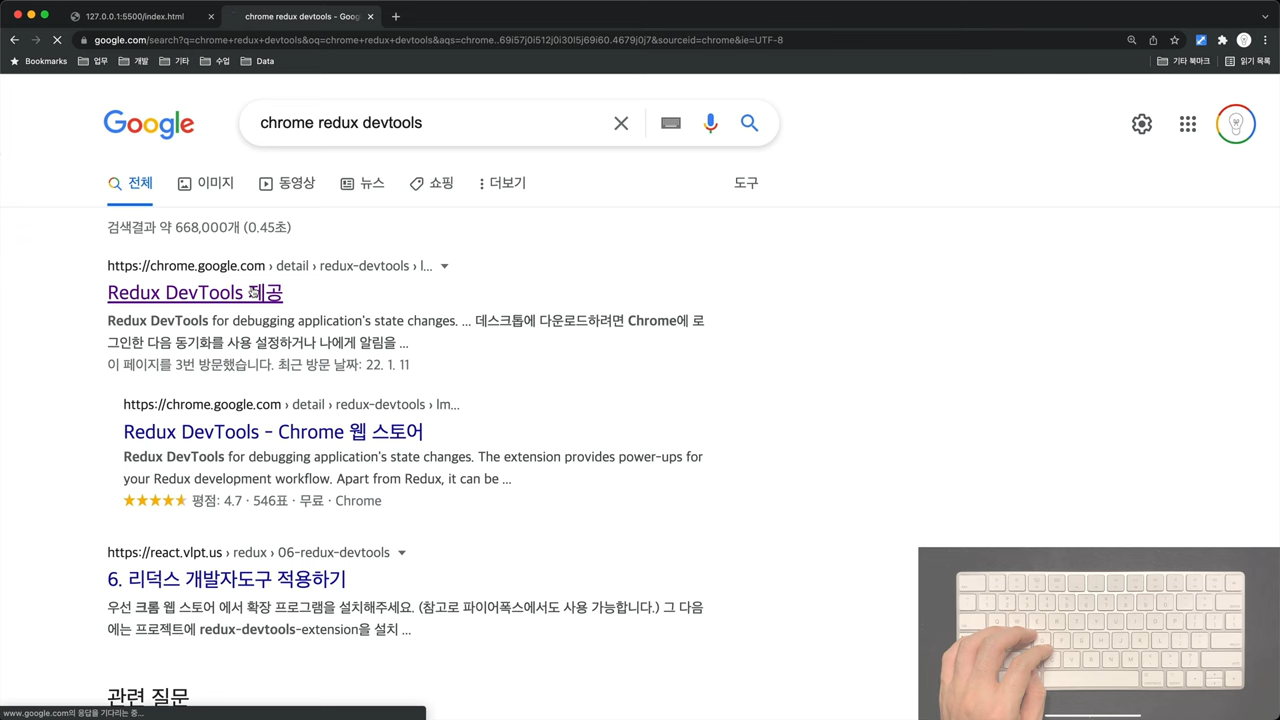 127.0.0.1:5500/index.html
chrome redux devtools - Goog
google.com/search?q=chrome+redux+devtools&oq=chrome+redux+devtools&aqs=chrome..69i57j0i512j0i30l5j69i60.4679j0j7&sourceid=chrome&ie=UTF-8
Bookmarks 업무 개발 기타 수업 Data 기타 북마크 읽기 목록
Google
chrome redux devtools
전체 이미지 동영상 뉴스 쇼핑 더보기 도구
검색결과 약 668,000개 (0.45초)
https://chrome.google.com › detail › redux-devtools › l...
Redux DevTools 제공
Redux DevTools for debugging application's state changes. ... 데스크톱에 다운로드하려면 Chrome에 로
그인한 다음 동기화를 사용 설정하거나 나에게 알림을 ...
이 페이지를 3번 방문했습니다. 최근 방문 날짜: 22. 1. 11
https://chrome.google.com › detail › redux-devtools › lm...
Redux DevTools - Chrome 웹 스토어
Redux DevTools for debugging application's state changes. The extension provides power-ups for
your Redux development workflow. Apart from Redux, it can be ...
평점: 4.7 · 546표 · 무료 · Chrome
https://react.vlpt.us › redux › 06-redux-devtools
6. 리덕스 개발자도구 적용하기
우선 크롬 웹 스토어 에서 확장 프로그램을 설치해주세요. (참고로 파이어폭스에서도 사용 가능합니다.) 그 다음
에는 프로젝트에 redux-devtools-extension을 설치 ...
관련 질문
www.google.com의 응답을 기다리는 중...